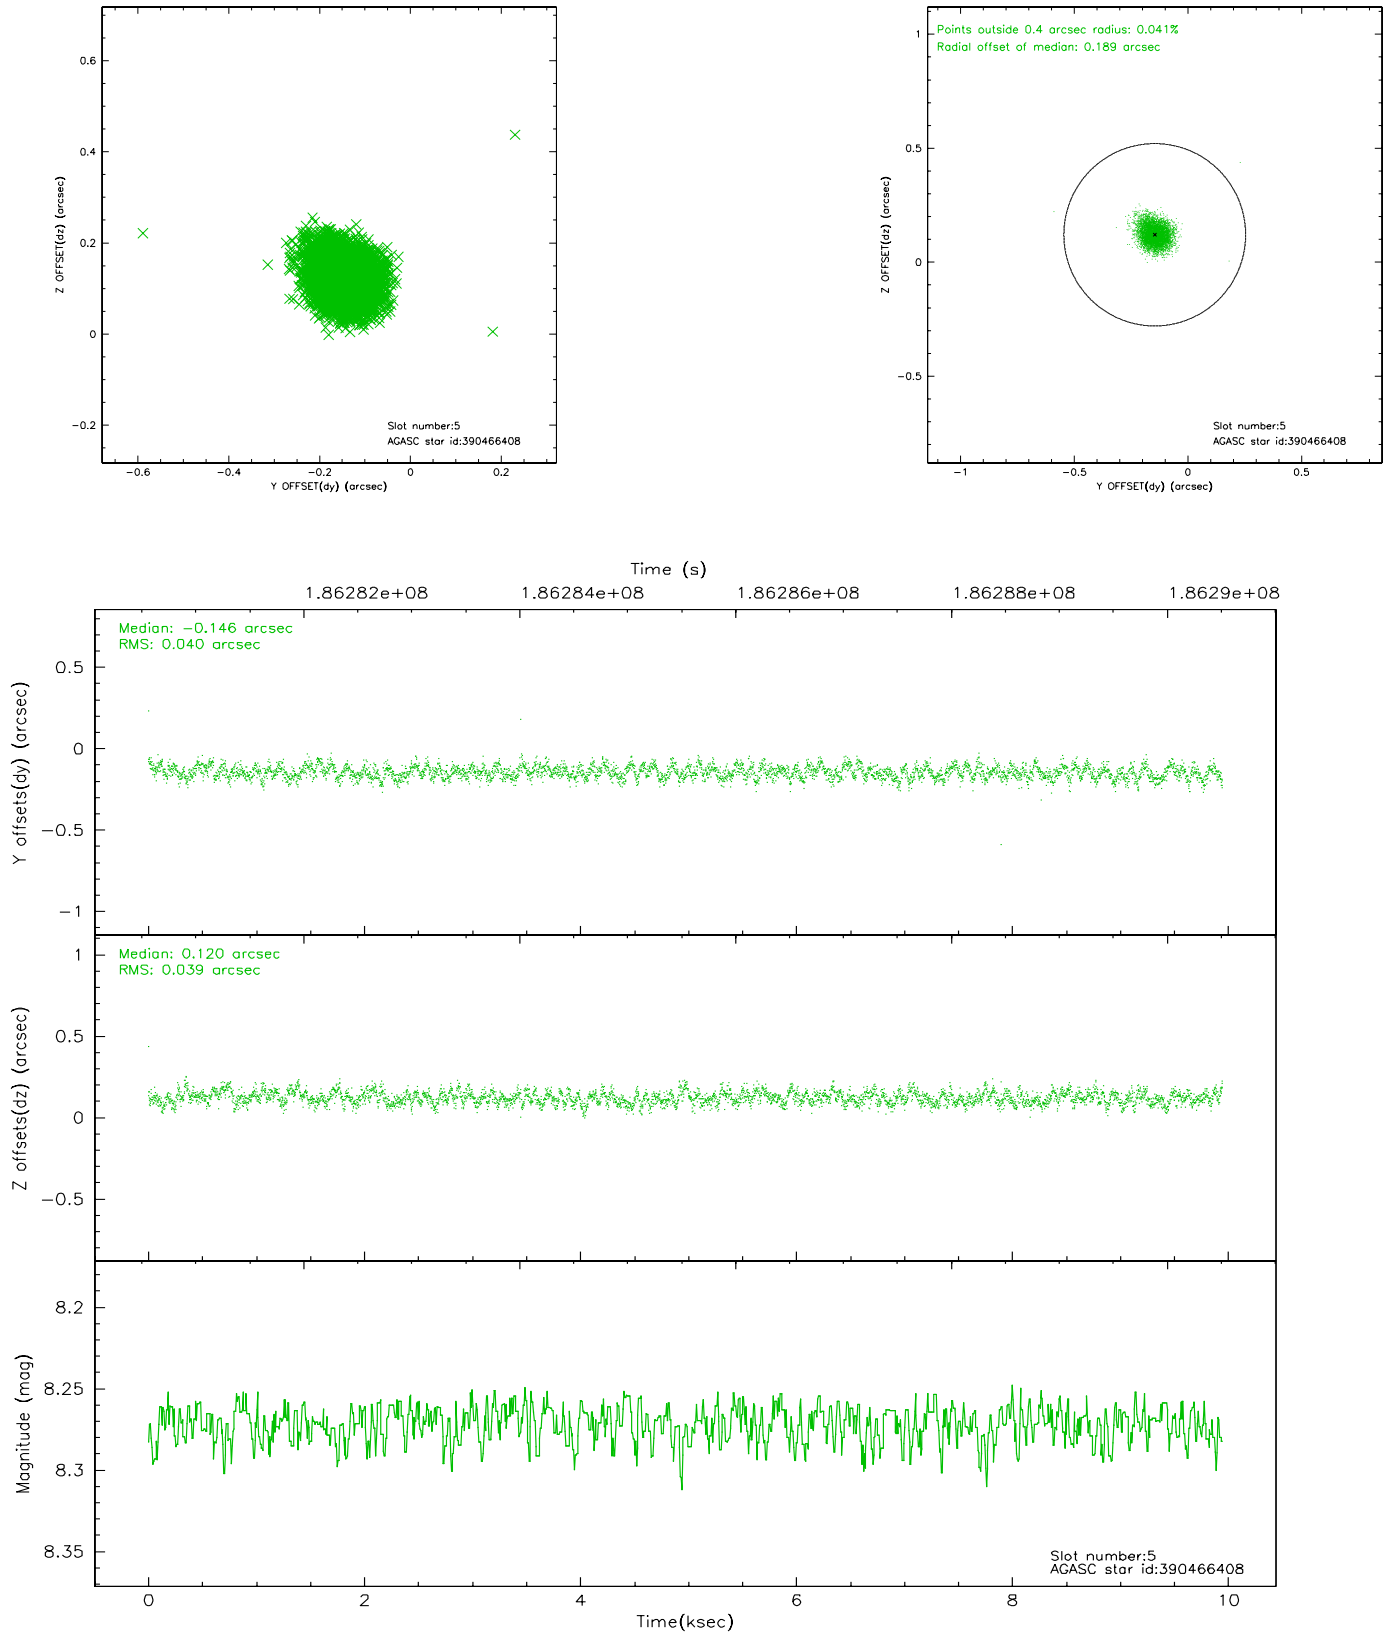 0.6
0.4
0.2
0
−0.2
Z OFFSET(dz) (arcsec)
−0.6
−0.4
−0.2
0
0.2
Y OFFSET(dy) (arcsec)
Slot number:5
AGASC star id:390466408
Points outside 0.4 arcsec radius: 0.041%
Radial offset of median: 0.189 arcsec
1
0.5
0
−0.5
Z OFFSET(dz) (arcsec)
−1
−0.5
0
0.5
Y OFFSET(dy) (arcsec)
Slot number:5
AGASC star id:390466408
Time (s)
1.86282e+08
1.86284e+08
1.86286e+08
1.86288e+08
1.8629e+08
Median: −0.146 arcsec
RMS: 0.040 arcsec
0.5
0
−0.5
−1
Y offsets(dy) (arcsec)
Median: 0.120 arcsec
RMS: 0.039 arcsec
1
0.5
0
−0.5
Z offsets(dz) (arcsec)
8.2
8.25
8.3
8.35
Magnitude (mag)
Slot number:5
AGASC star id:390466408
0
2
4
6
8
10
Time(ksec)